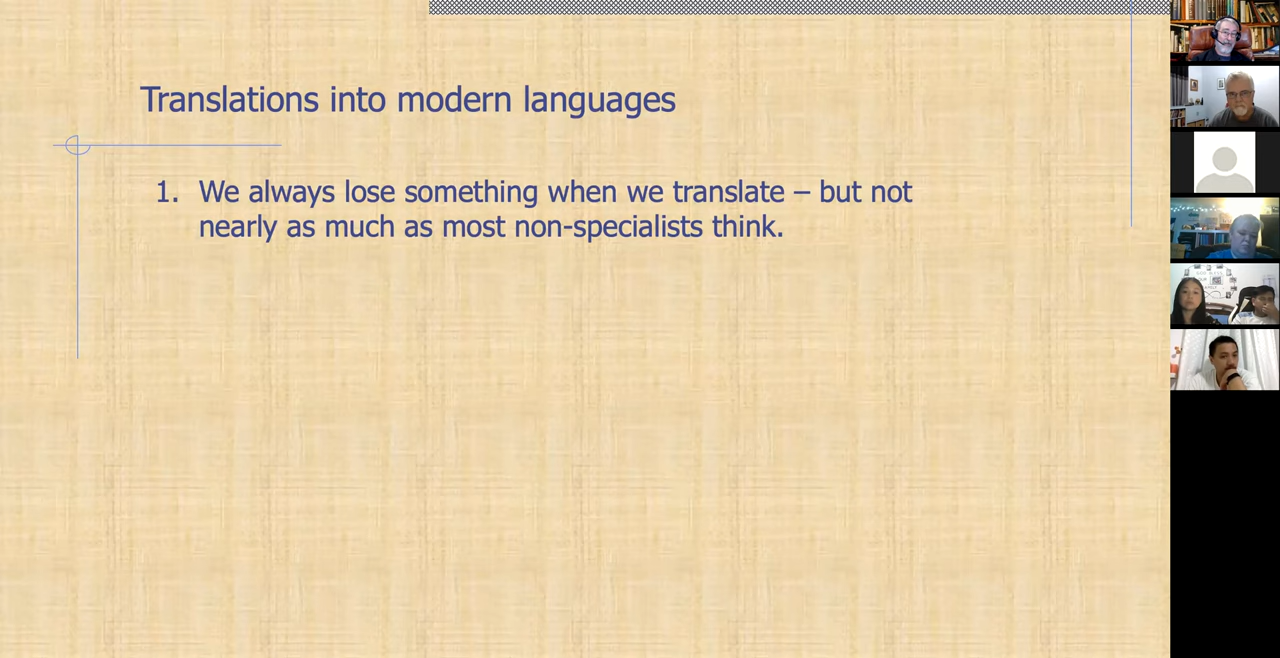 Translations into modern languages
1. We always lose something when we translate – but not
nearly as much as most non-specialists think.